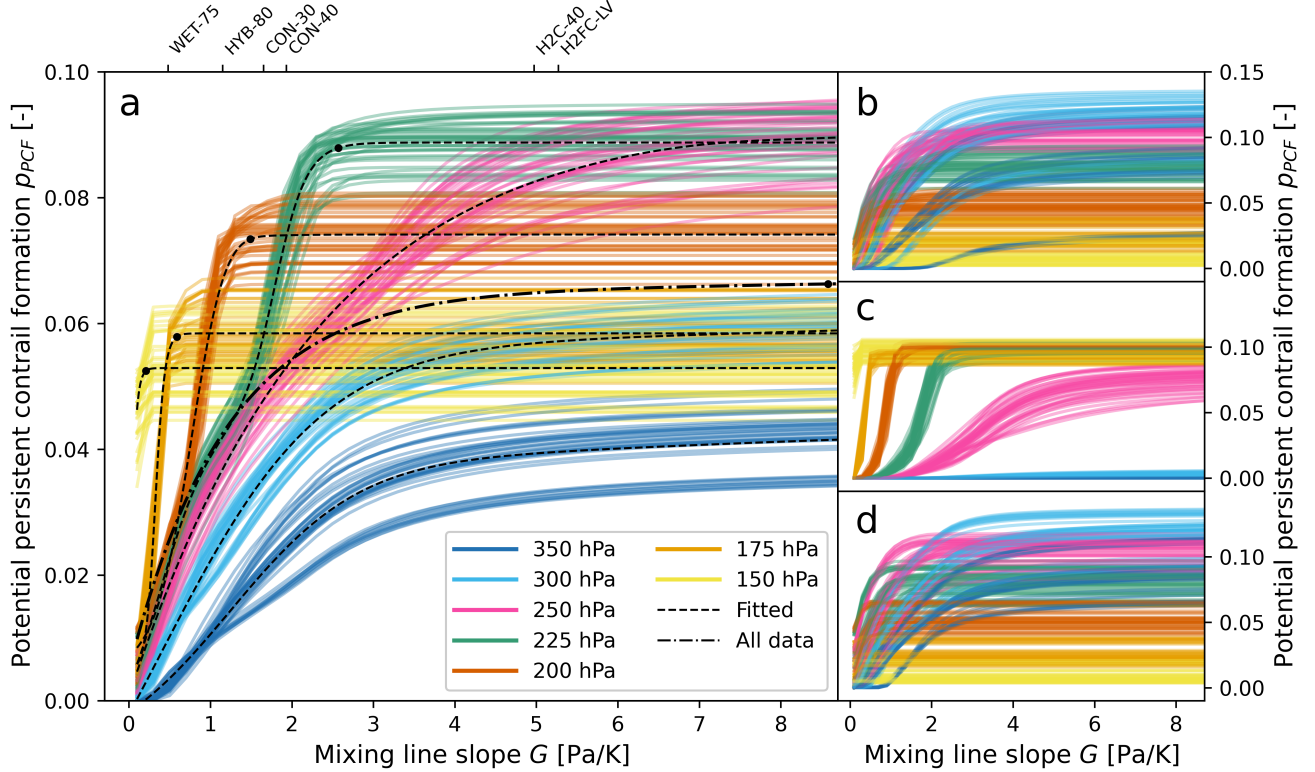 WET-75
HYB-80
CON-30
CON-40
H2C-40
H2FC-LV
a
b
c
d
Potential persistent contrail formation pPCF [-]
0.10
0.08
0.06
0.04
0.02
0.00
0 1 2 3 4 5 6 7 8
Mixing line slope G [Pa/K]
350 hPa
300 hPa
250 hPa
225 hPa
200 hPa
175 hPa
150 hPa
Fitted
All data
0.15
0.10
0.05
0.00
0.10
0.05
0.00
0.10
0.05
0.00
0 2 4 6 8
Mixing line slope G [Pa/K]
Potential persistent contrail formation pPCF [-]